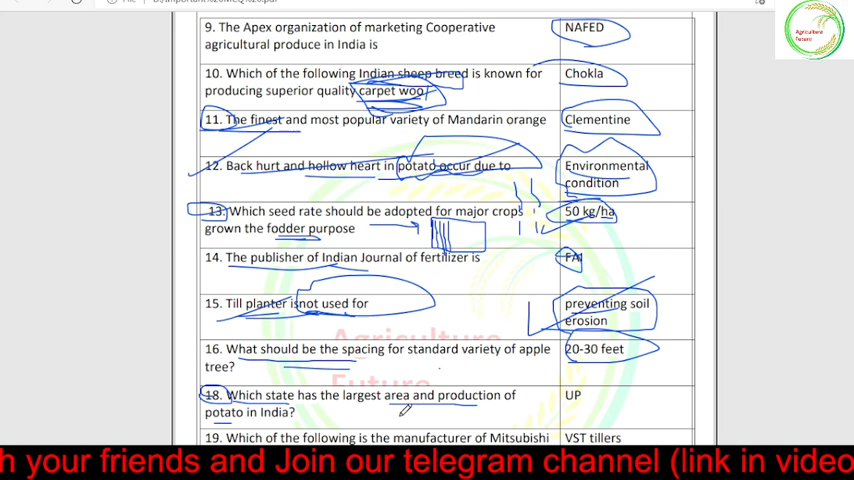 9. The Apex organization of marketing Cooperative
agricultural produce in India is
NAFED
10. Which of the following Indian sheep breed is known for
producing superior quality carpet wool
Chokla
11. The finest and most popular variety of Mandarin orange
Clementine
12. Back hurt and hollow heart in potato occur due to
Environmental
condition
13. Which seed rate should be adopted for major crops
grown the fodder purpose
50 kg/ha
14. The publisher of Indian Journal of fertilizer is
FAI
15. Till planter is not used for
preventing soil
erosion
16. What should be the spacing for standard variety of apple
tree?
20-30 feet
18. Which state has the largest area and production of
potato in India?
UP
19. Which of the following is the manufacturer of Mitsubishi
VST tillers
Agriculture
Future
Agriculture
h your friends and Join our telegram channel (link in video